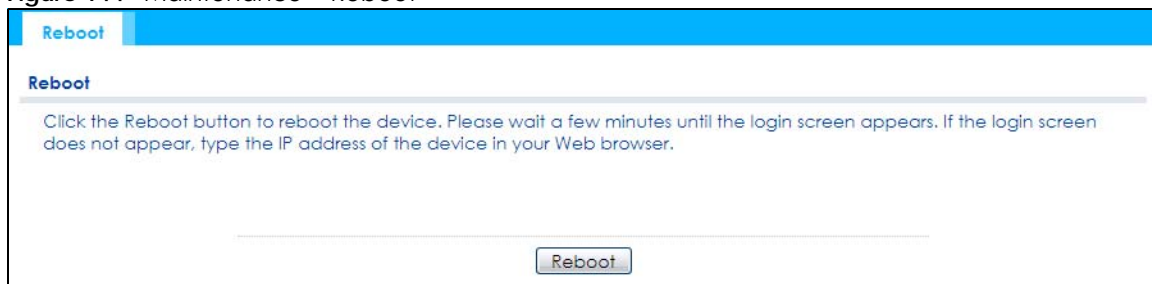 Maintenance > Reboot
Reboot
Reboot
Click the Reboot button to reboot the device. Please wait a few minutes until the login screen appears. If the login screen
does not appear, type the IP address of the device in your Web browser.
Reboot